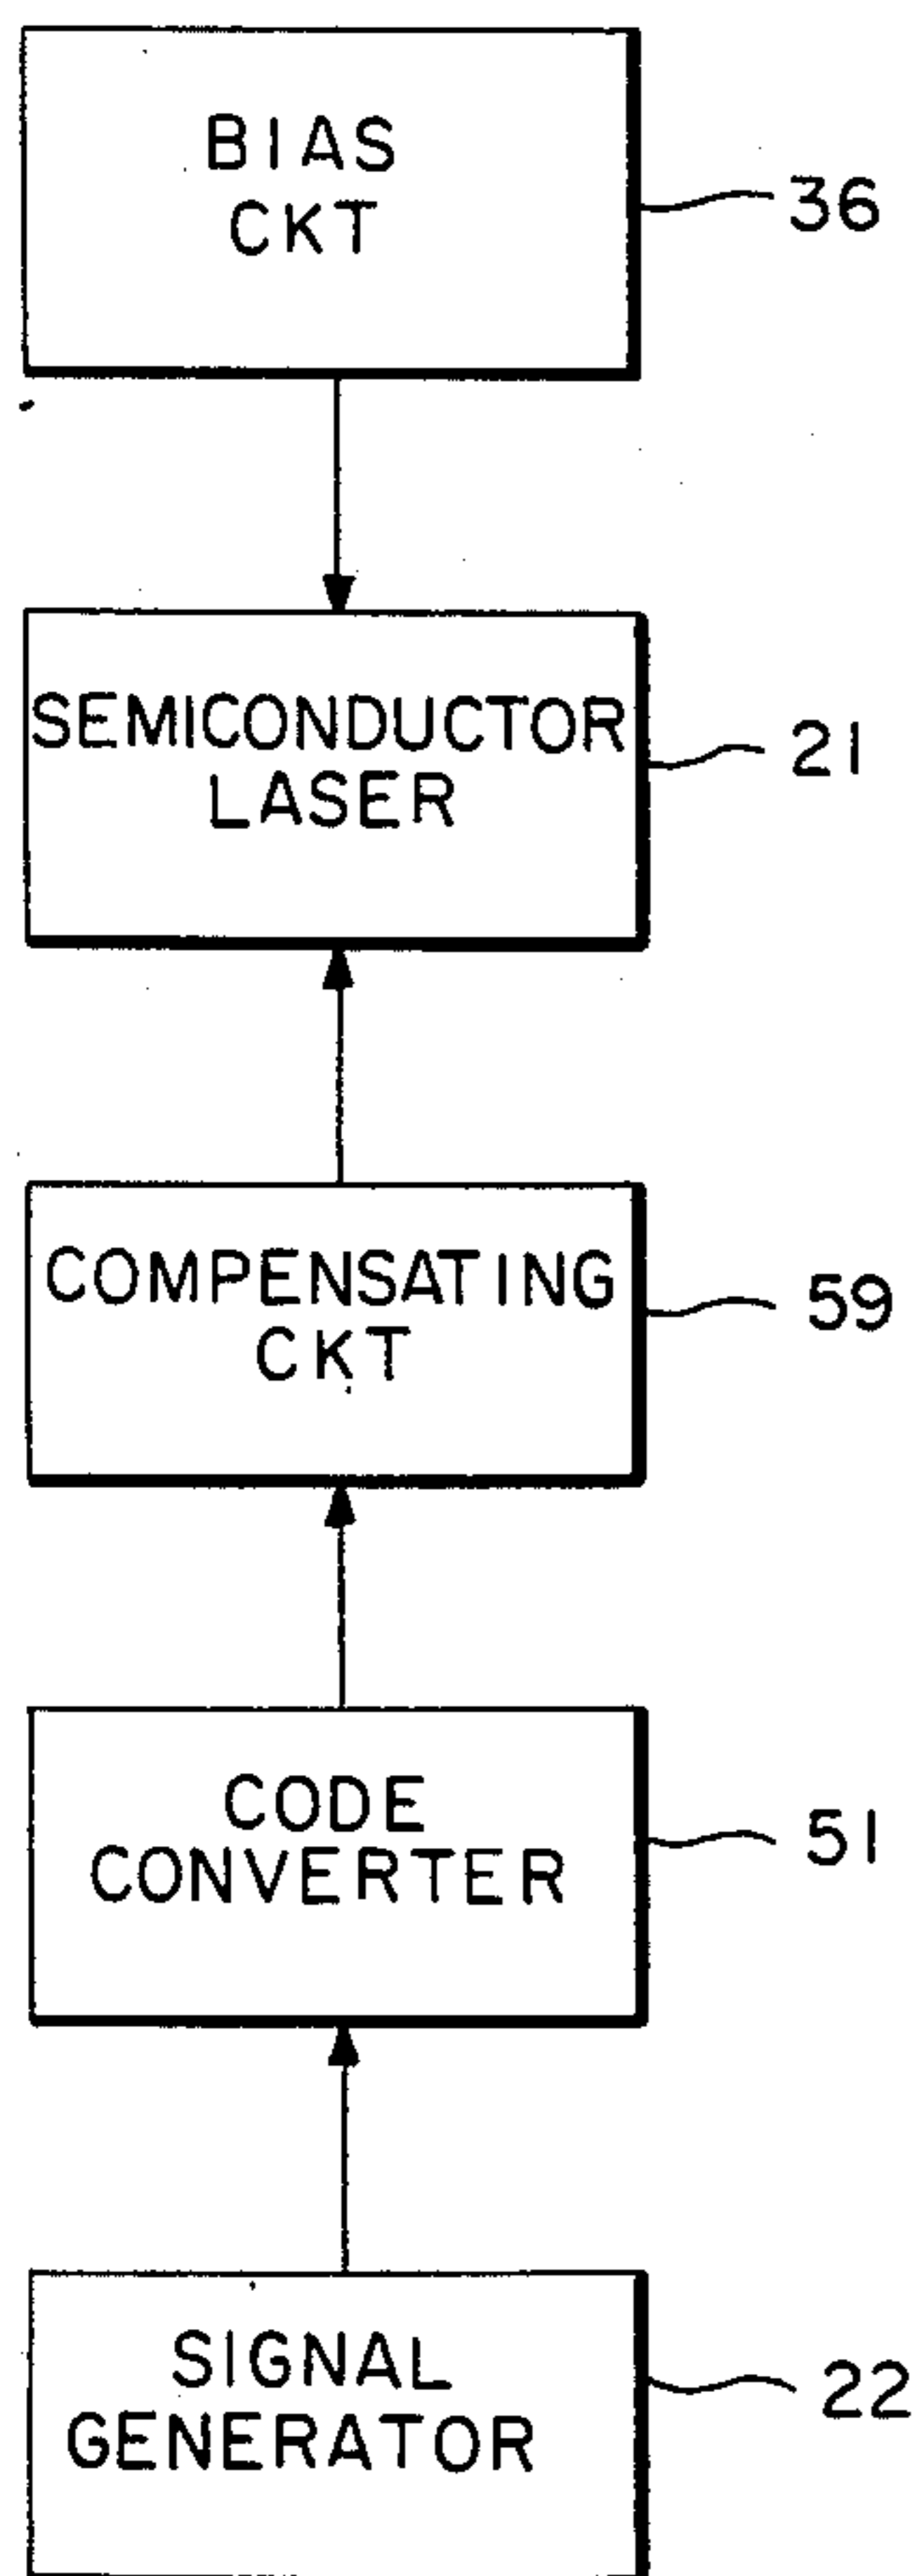 BIAS
CKT
36
SEMICONDUCTOR
LASER
21
COMPENSATING
CKT
59
CODE
CONVERTER
51
SIGNAL
GENERATOR
22